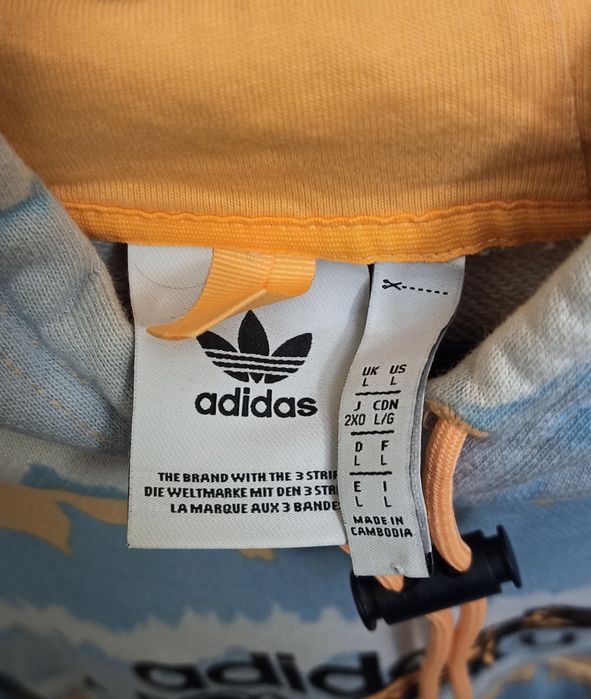 adidas
THE BRAND WITH THE 3
DIE WELTMARKE MIT DEN 3
LA MARQUE AUX 3
UK US
L L
J CDN
2XO L/G
D F
L L
E I
L L
MADE IN
CAMBODIA